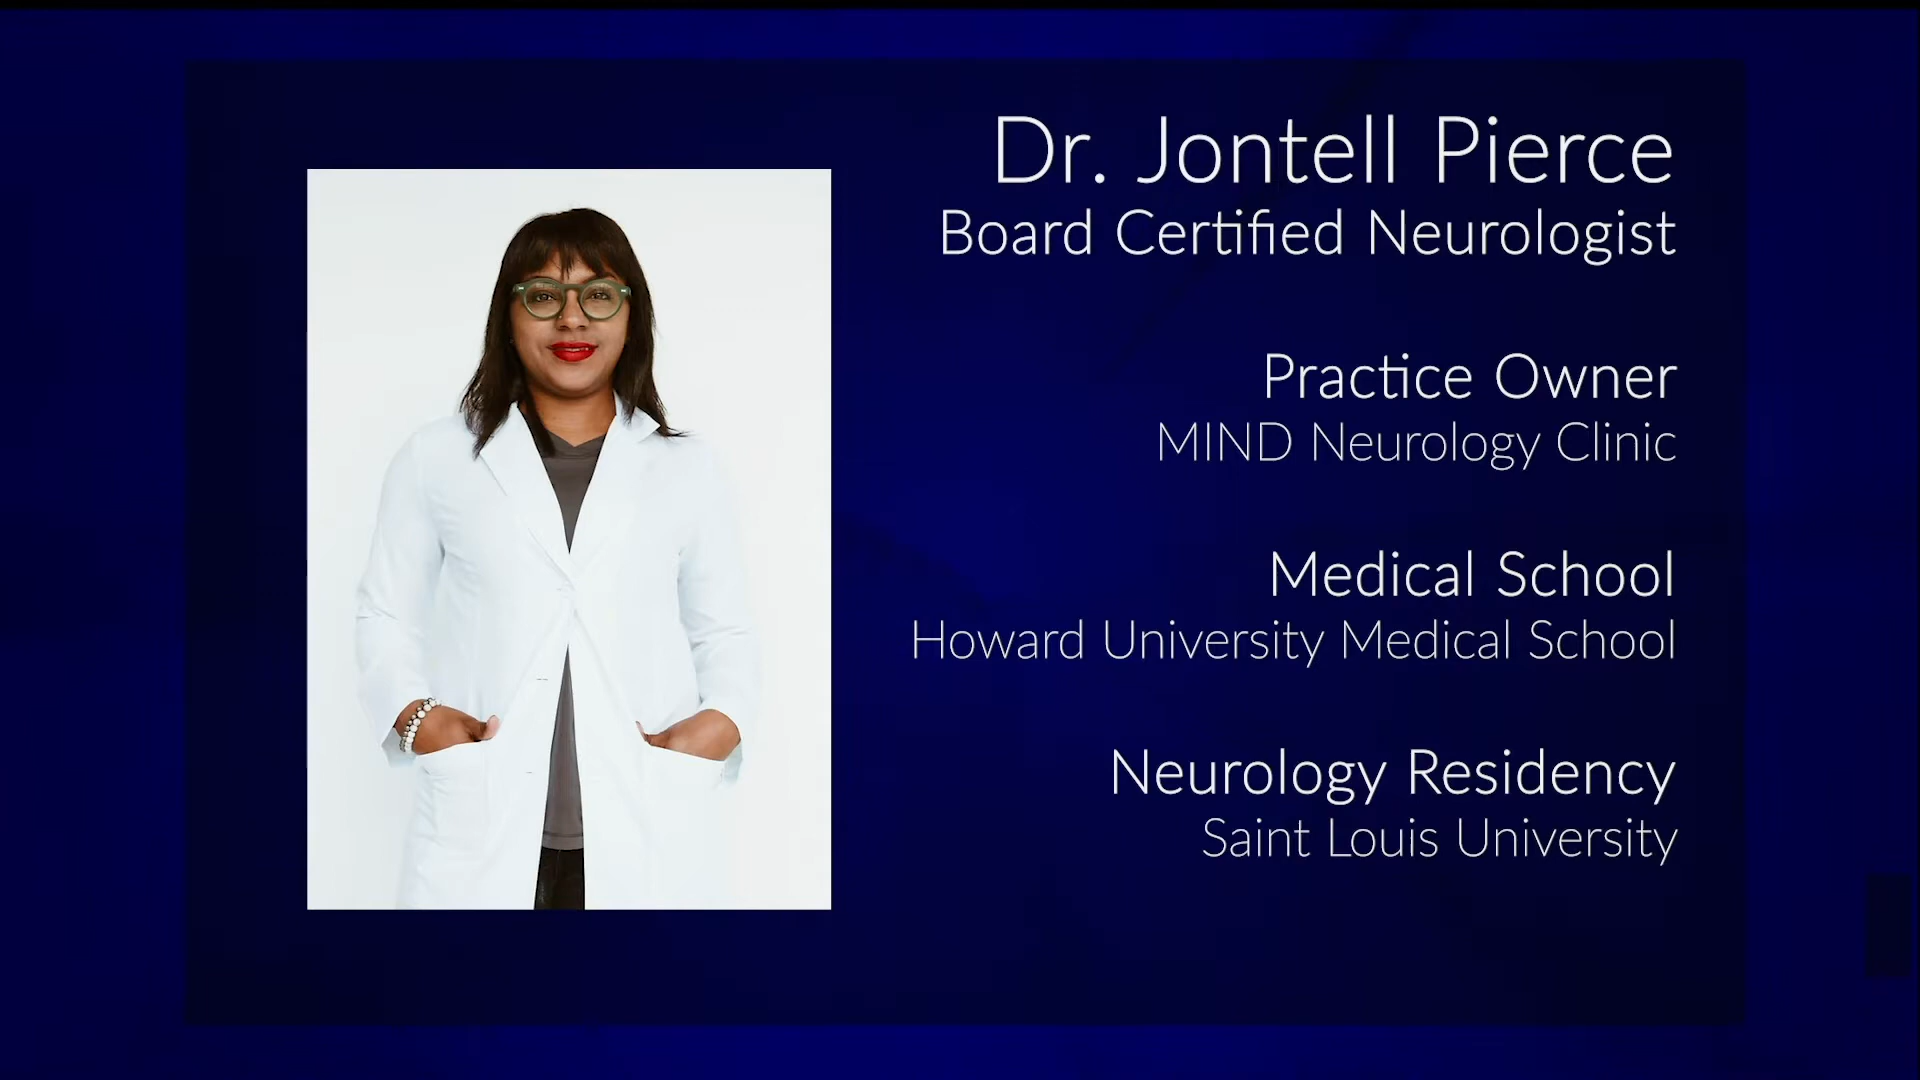 Dr. Jontell Pierce
Board Certified Neurologist
Practice Owner
MIND Neurology Clinic
Medical School
Howard University Medical School
Neurology Residency
Saint Louis University